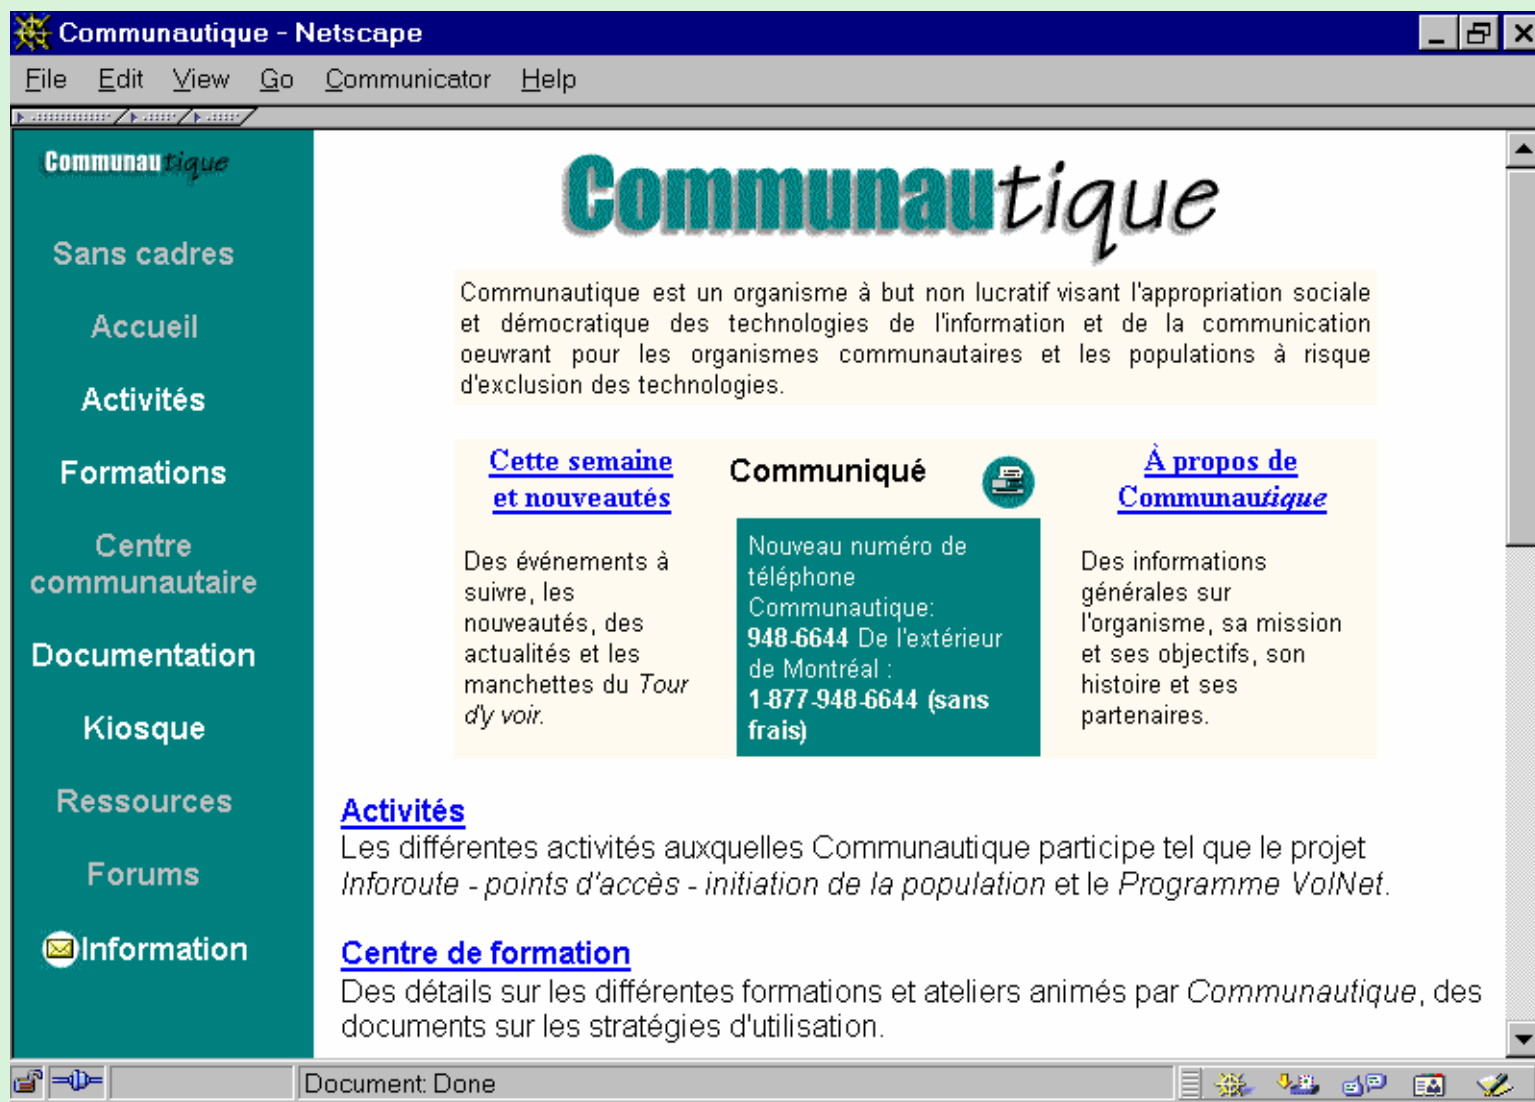 Communautique - Netscape
File Edit View Go Communicator Help
Communautique
Sans cadres
Accueil
Activités
Formations
Centre
communautaire
Documentation
Kiosque
Ressources
Forums
Information
Communautique
Communautique est un organisme à but non lucratif visant l'appropriation sociale
et démocratique des technologies de l'information et de la communication
oeuvrant pour les organismes communautaires et les populations à risque
d'exclusion des technologies.
Cette semaine
et nouveautés
Des événements à
suivre, les
nouveautés, des
actualités et les
manchettes du Tour
d'y voir.
Communiqué
Nouveau numéro de
téléphone
Communautique:
948-6644 De l'extérieur
de Montréal :
1-877-948-6644 (sans
frais)
À propos de
Communautique
Des informations
générales sur
l'organisme, sa mission
et ses objectifs, son
histoire et ses
partenaires.
Activités
Les différentes activités auxquelles Communautique participe tel que le projet
Inforoute - points d'accès - initiation de la population et le Programme VolNet.
Centre de formation
Des détails sur les différentes formations et ateliers animés par Communautique, des
documents sur les stratégies d'utilisation.
Document: Done